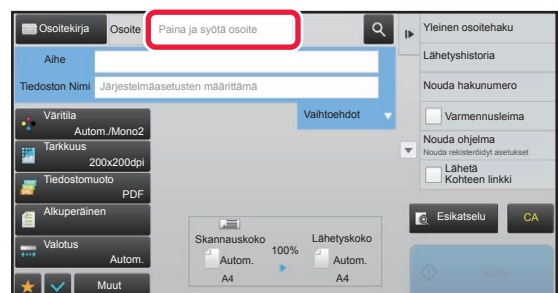 Osoitekirja
Osoite
Paina ja syötä osoite
Aihe
Tiedoston Nimi
Järjestelmäasetusten määrittämä
Vaihtoehdot
Väritila
Autom./Mono2
Tarkkuus
200x200dpi
Tiedostomuoto
PDF
Alkuperäinen
Valotus
Autom.
Muut
Skannauskoko
Autom.
A4
100%
Lähetyskoko
Autom.
A4
Yleinen osoitehaku
Lähetyshistoria
Nouda hakunumero
Varmennusleima
Nouda ohjelma
Nouda rekisteröidyt asetukset
Lähetä
Kohteen linkki
Esikatselu
CA
Aloita